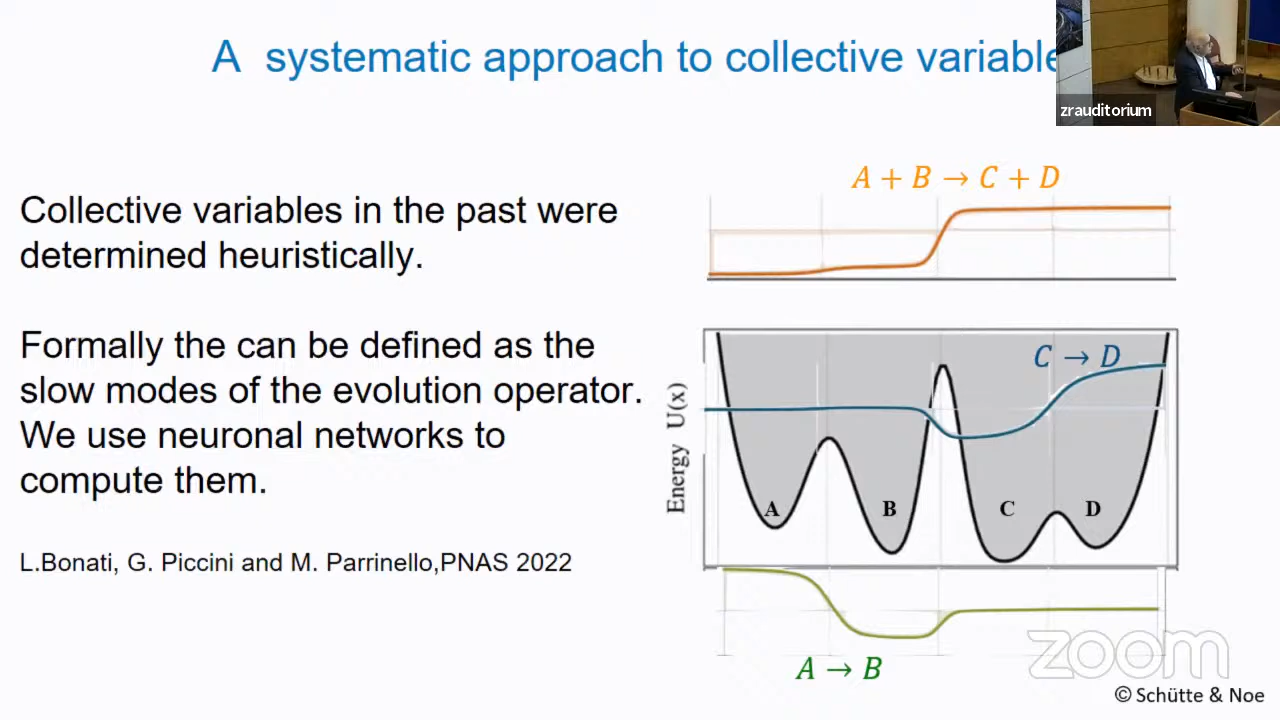 A systematic approach to collective variable
zrauditorium
Collective variables in the past were
determined heuristically.
Formally the can be defined as the
slow modes of the evolution operator.
We use neuronal networks to
compute them.
L.Bonati, G. Piccini and M. Parrinello,PNAS 2022
A + B → C + D
C → D
Energy U(x)
A B C D
A → B
zoom
© Schütte & Noe